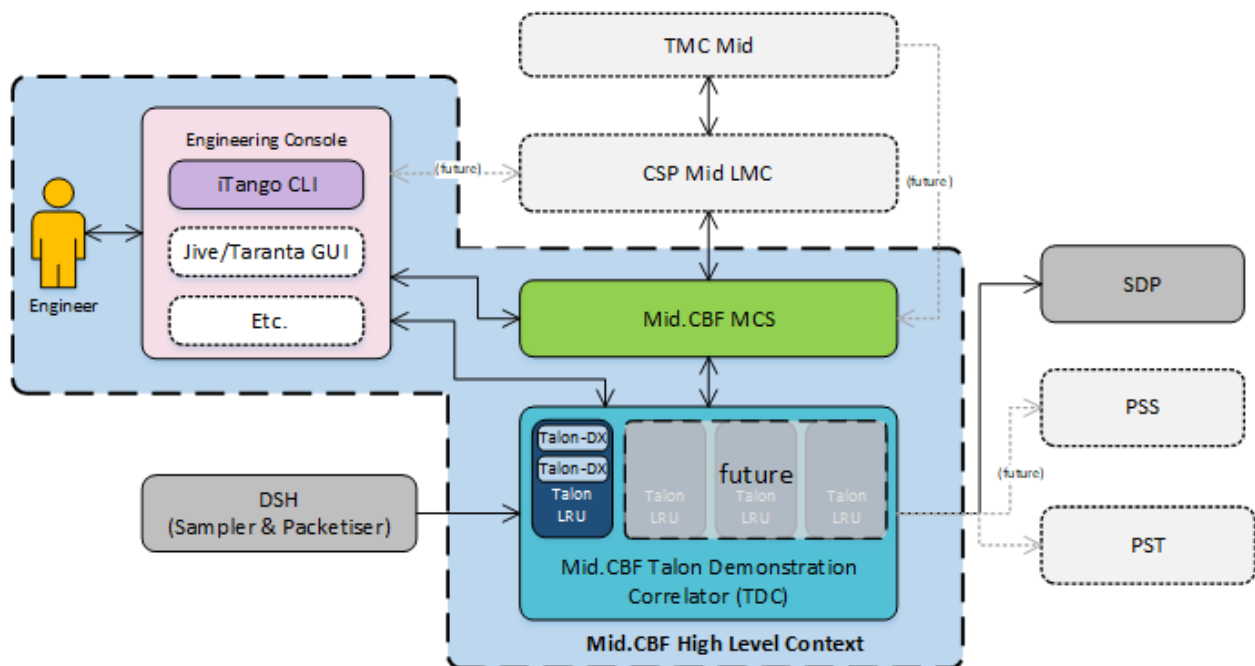 TMC Mid
Engineering Console
iTango CLI
(future)
CSP Mid LMC
(future)
Jive/Taranta GUI
Engineer
Etc.
Mid.CBF MCS
SDP
PSS
Talon-DX
Talon-DX
Talon
LRU
future
Talon
LRU
Talon
LRU
Talon
LRU
(future)
DSH
(Sampler & Packetiser)
PST
Mid.CBF Talon Demonstration
Correlator (TDC)
Mid.CBF High Level Context